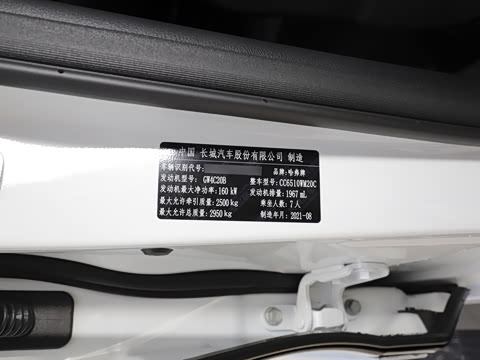 中国 长城汽车股份有限公司 制造
车辆识别代号: 品牌: 哈弗牌
发动机型号: GW4C20B 整车型号: CC6510WM20C
发动机最大净功率: 160 kW 发动机排量: 1967 mL
最大允许牵引质量: 2500 kg 乘坐人数: 7 人
最大允许总质量: 2950 kg 制造年月: 2021-08